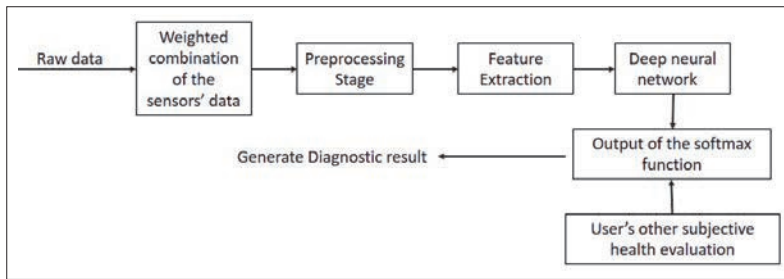 Raw data
Weighted
combination
of the
sensors' data
Preprocessing
Stage
Feature
Extraction
Deep neural
network
Output of the softmax
function
Generate Diagnostic result
User's other subjective
health evaluation